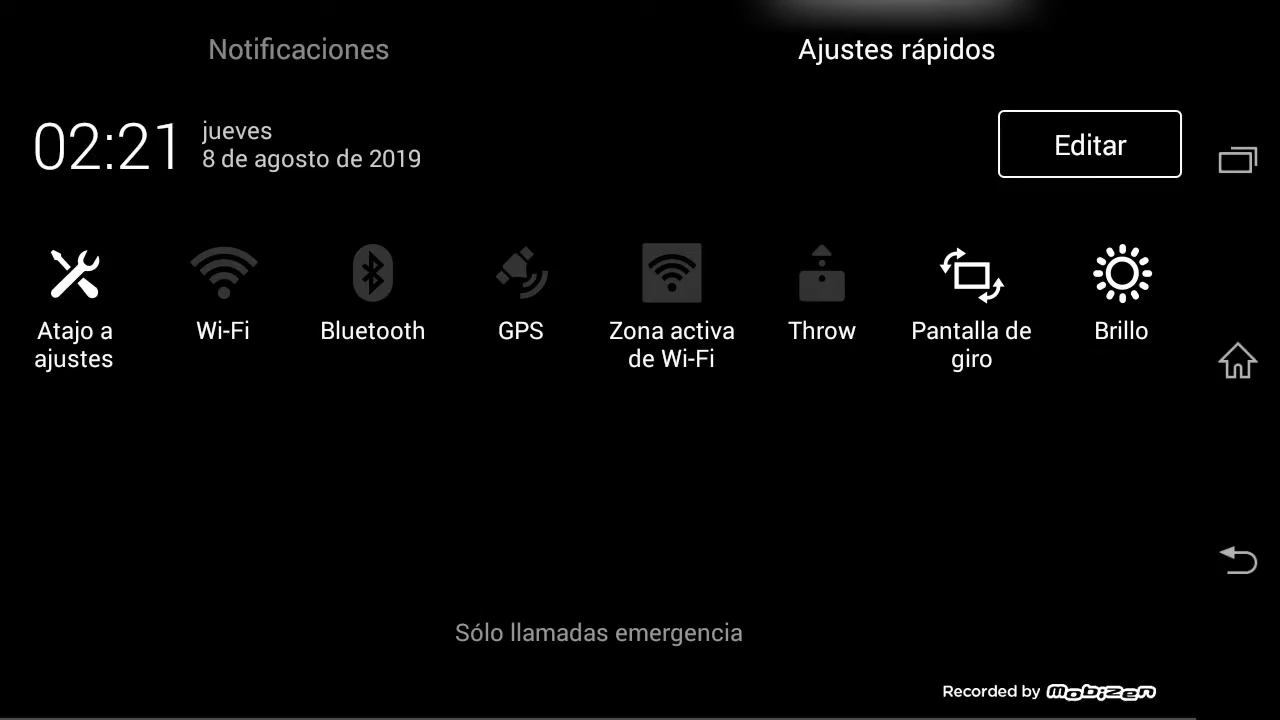 Notificaciones
Ajustes rápidos
02:21
jueves
8 de agosto de 2019
Editar
Atajo a
ajustes
Wi-Fi
Bluetooth
GPS
Zona activa
de Wi-Fi
Throw
Pantalla de
giro
Brillo
Sólo llamadas emergencia
Recorded by Mobizen